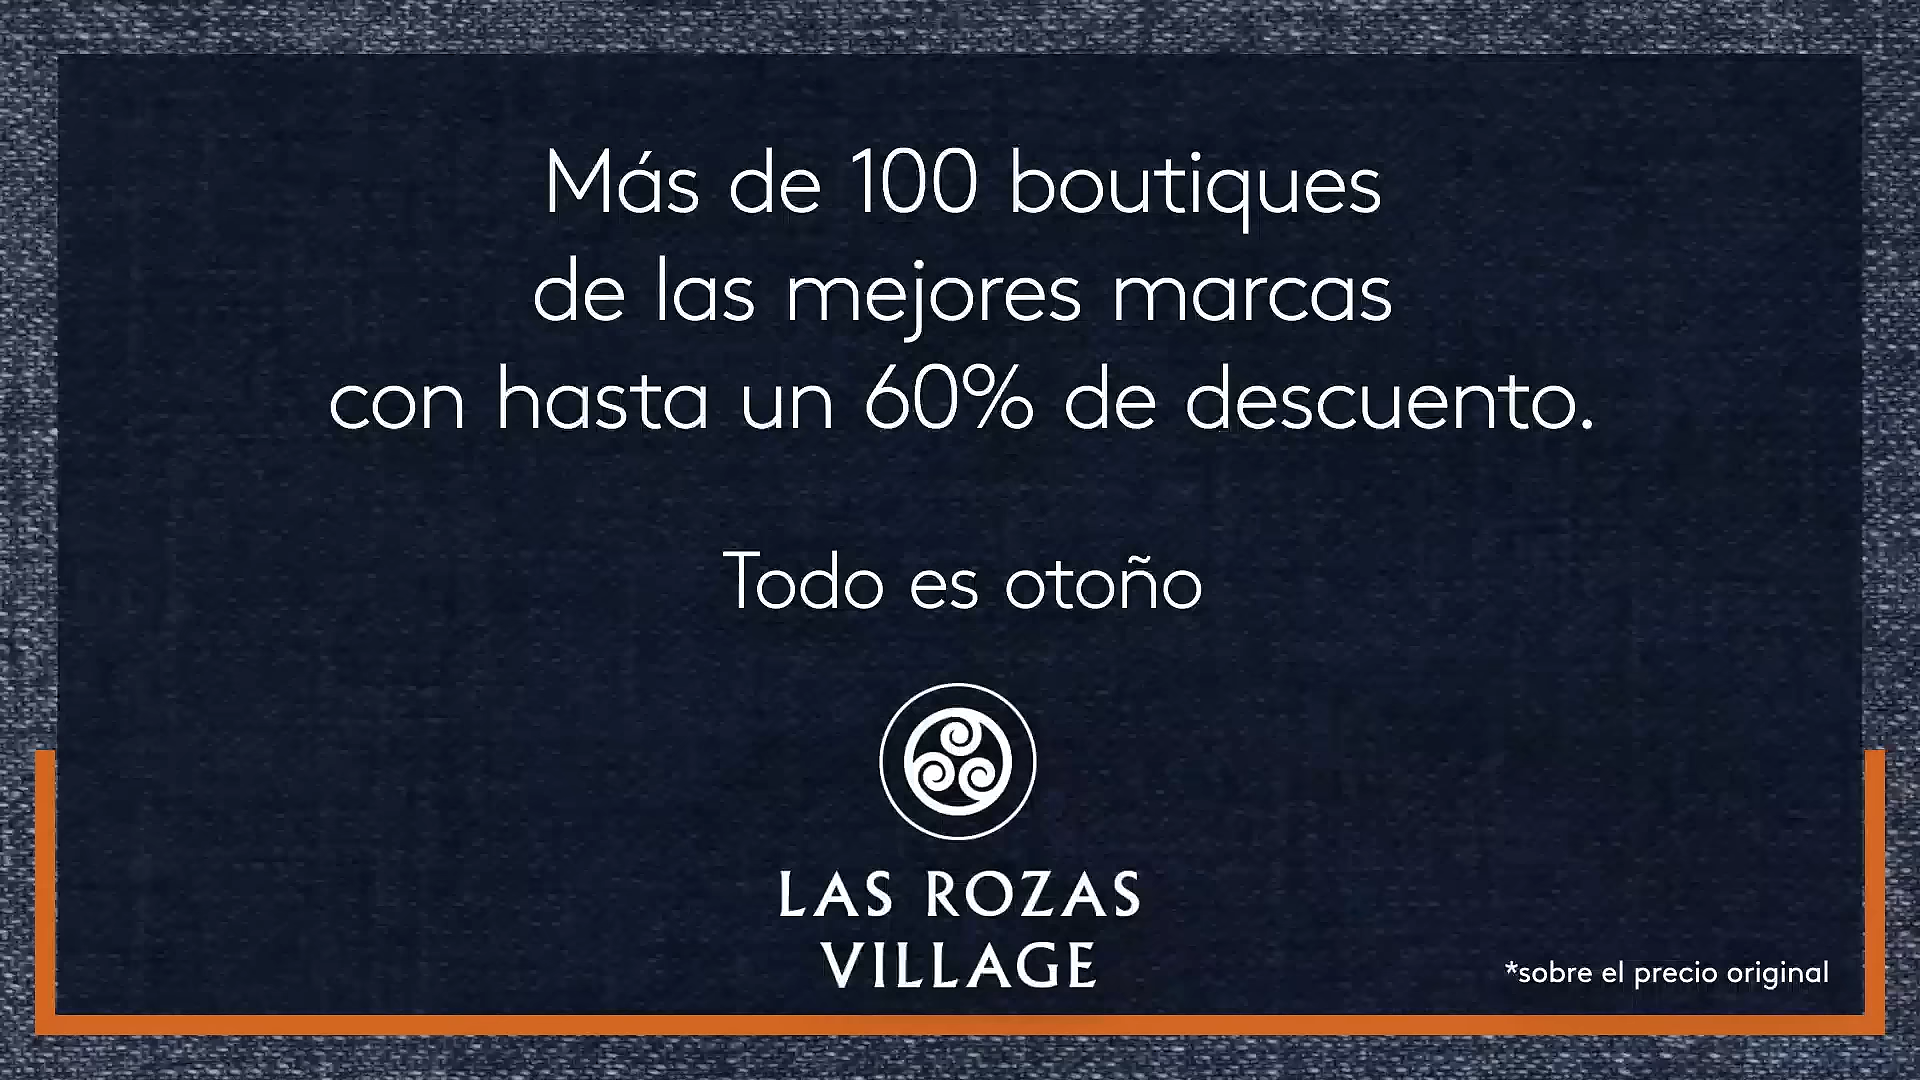 Más de 100 boutiques
de las mejores marcas
con hasta un 60% de descuento.
Todo es otoño
LAS ROZAS
VILLAGE
*sobre el precio original